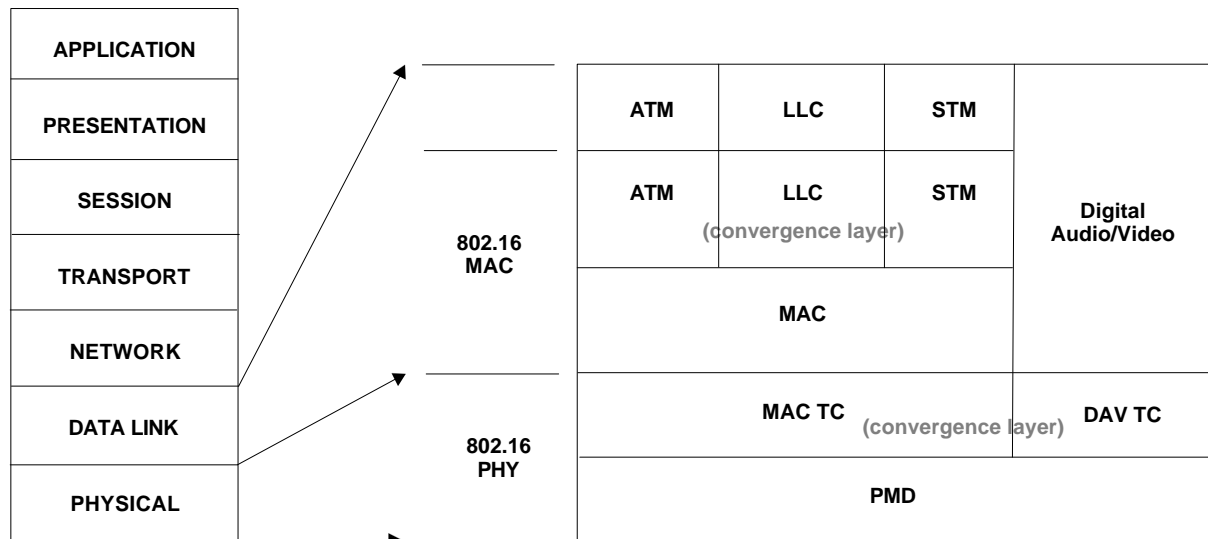 APPLICATION
PRESENTATION
SESSION
TRANSPORT
NETWORK
DATA LINK
PHYSICAL
802.16
MAC
802.16
PHY
ATM
LLC
STM
ATM
LLC
STM
(convergence layer)
Digital
Audio/Video
MAC
MAC TC
(convergence layer)
DAV TC
PMD